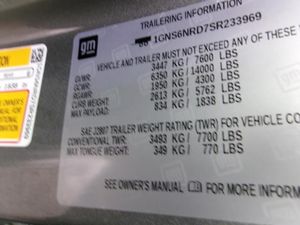 TRAILERING INFORMATION
gm
1GNS6NRD7SR233969
VEHICLE AND TRAILER MUST NOT EXCEED ANY OF
GVWR: 3447 KG/ 7600 LBS
GCWR: 6350 KG/ 14000 LBS
RGAWR: 1950 KG/ 4300 LBS
CURB WEIGHT: 2613 KG/ 5762 LBS
MAX PAYLOAD: 834 KG/ 1838 LBS
SAE J2807 TRAILER WEIGHT RATING (TWR) FOR VEHICLE CO
CONVENTIONAL TWR: 3493 KG/ 7700 LBS
MAX TONGUE WEIGHT: 349 KG/ 770 LBS
SEE OWNER'S MANUAL FOR MORE INFORM